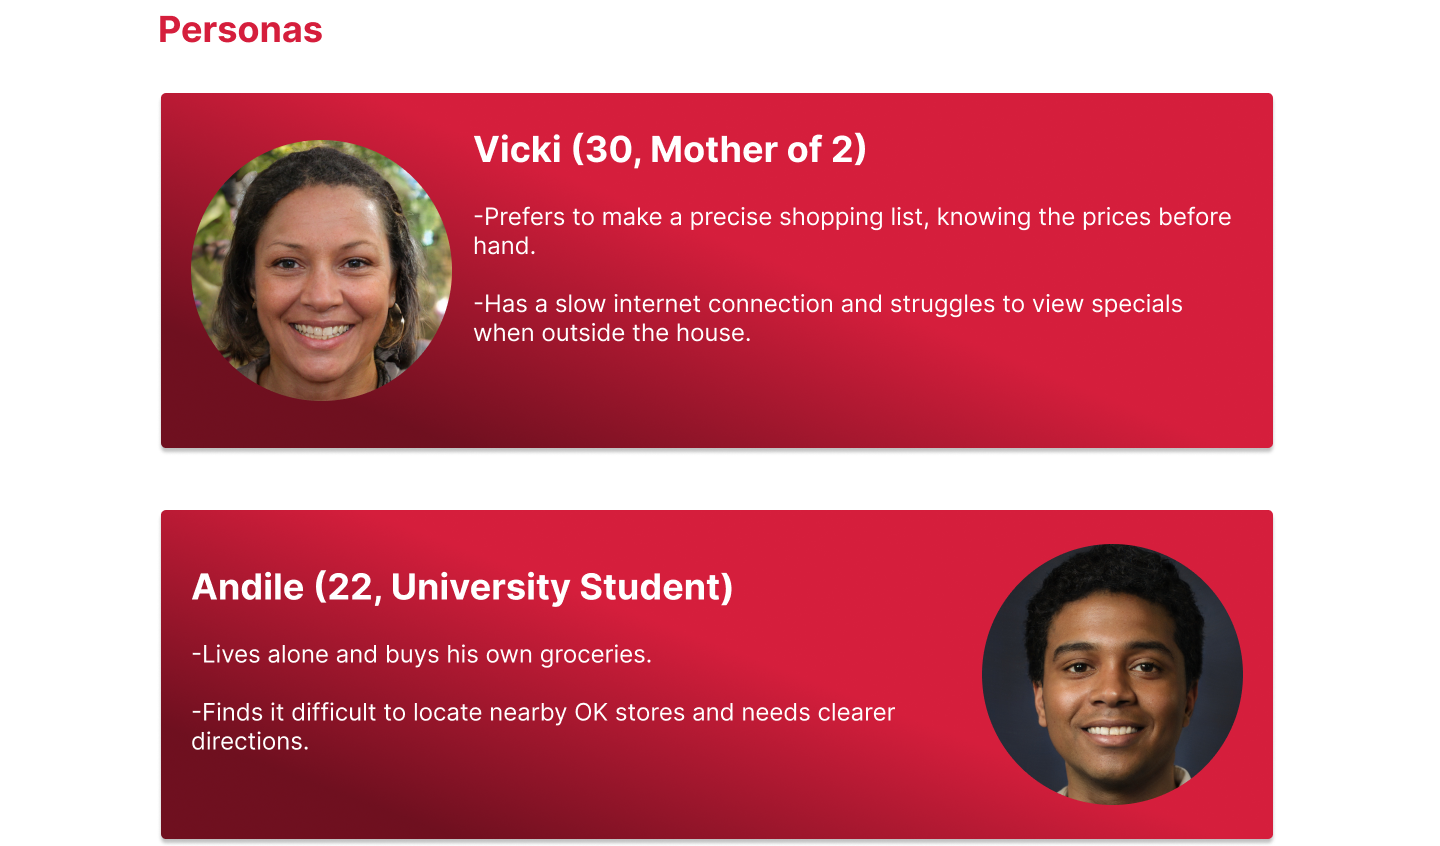 Personas
Vicki (30, Mother of 2)
-Prefers to make a precise shopping list, knowing the prices before
hand.
-Has a slow internet connection and struggles to view specials
when outside the house.
Andile (22, University Student)
-Lives alone and buys his own groceries.
-Finds it difficult to locate nearby OK stores and needs clearer
directions.